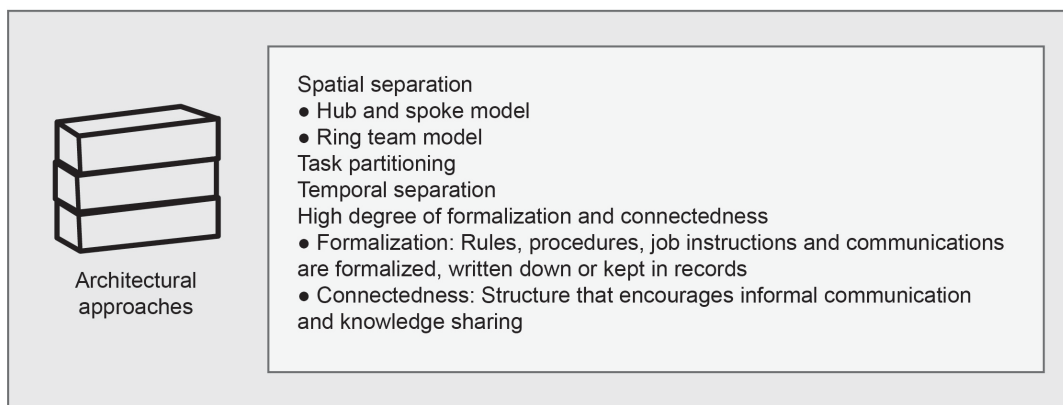 Architectural
approaches
Spatial separation
● Hub and spoke model
● Ring team model
Task partitioning
Temporal separation
High degree of formalization and connectedness
● Formalization: Rules, procedures, job instructions and communications
are formalized, written down or kept in records
● Connectedness: Structure that encourages informal communication
and knowledge sharing